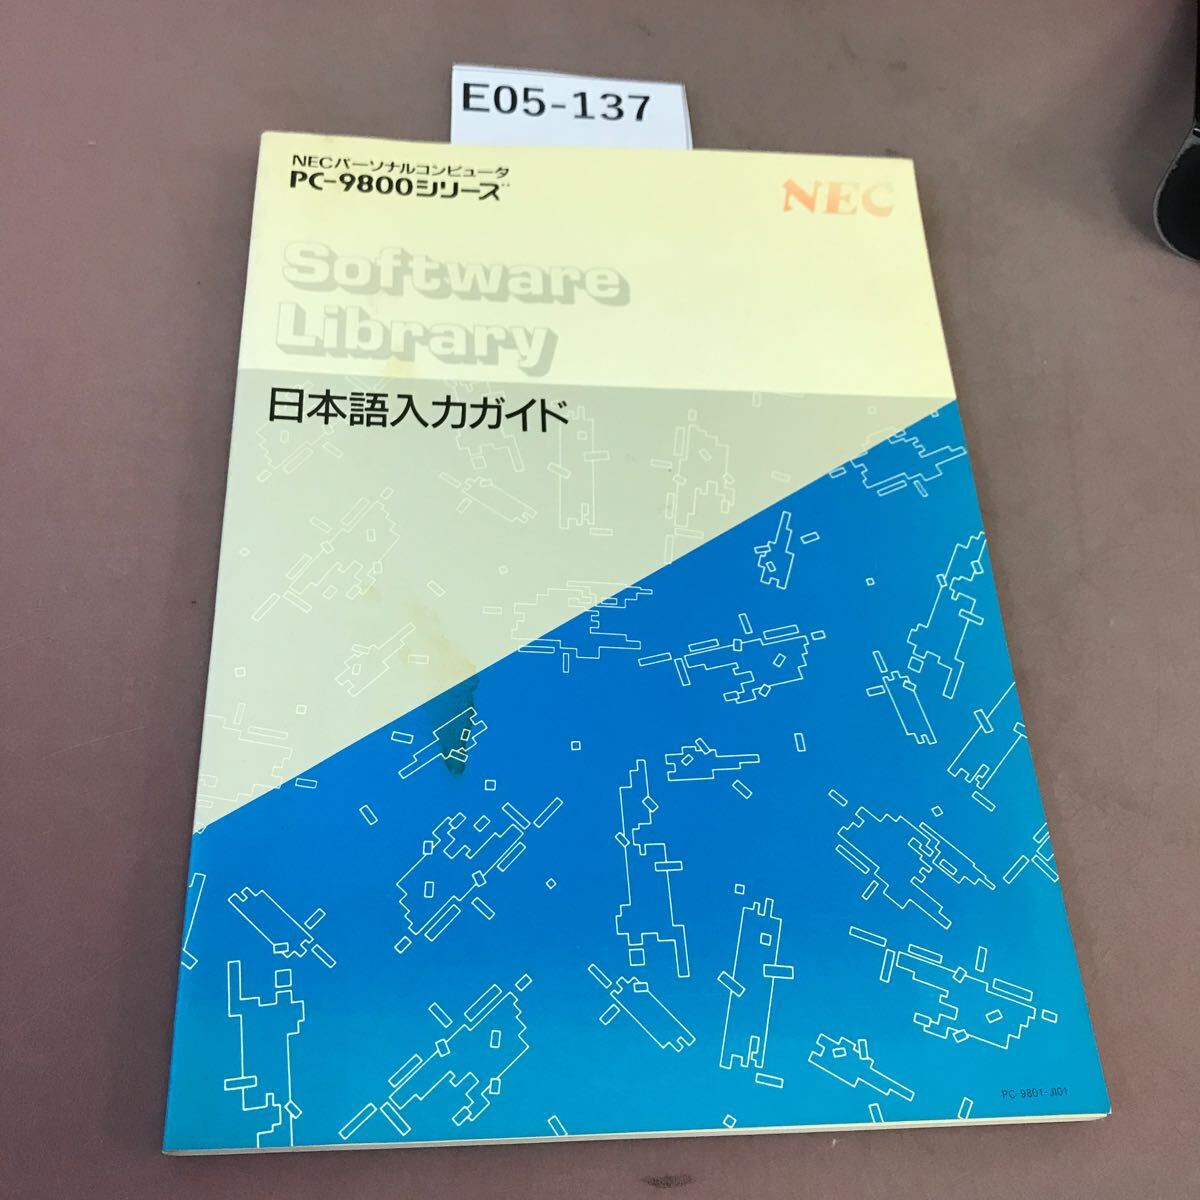 E05-137
NECパーソナルコンピュータ
PC-9800シリーズ
NEC
Software
Library
日本語入力ガイド
PC-9801-JI01